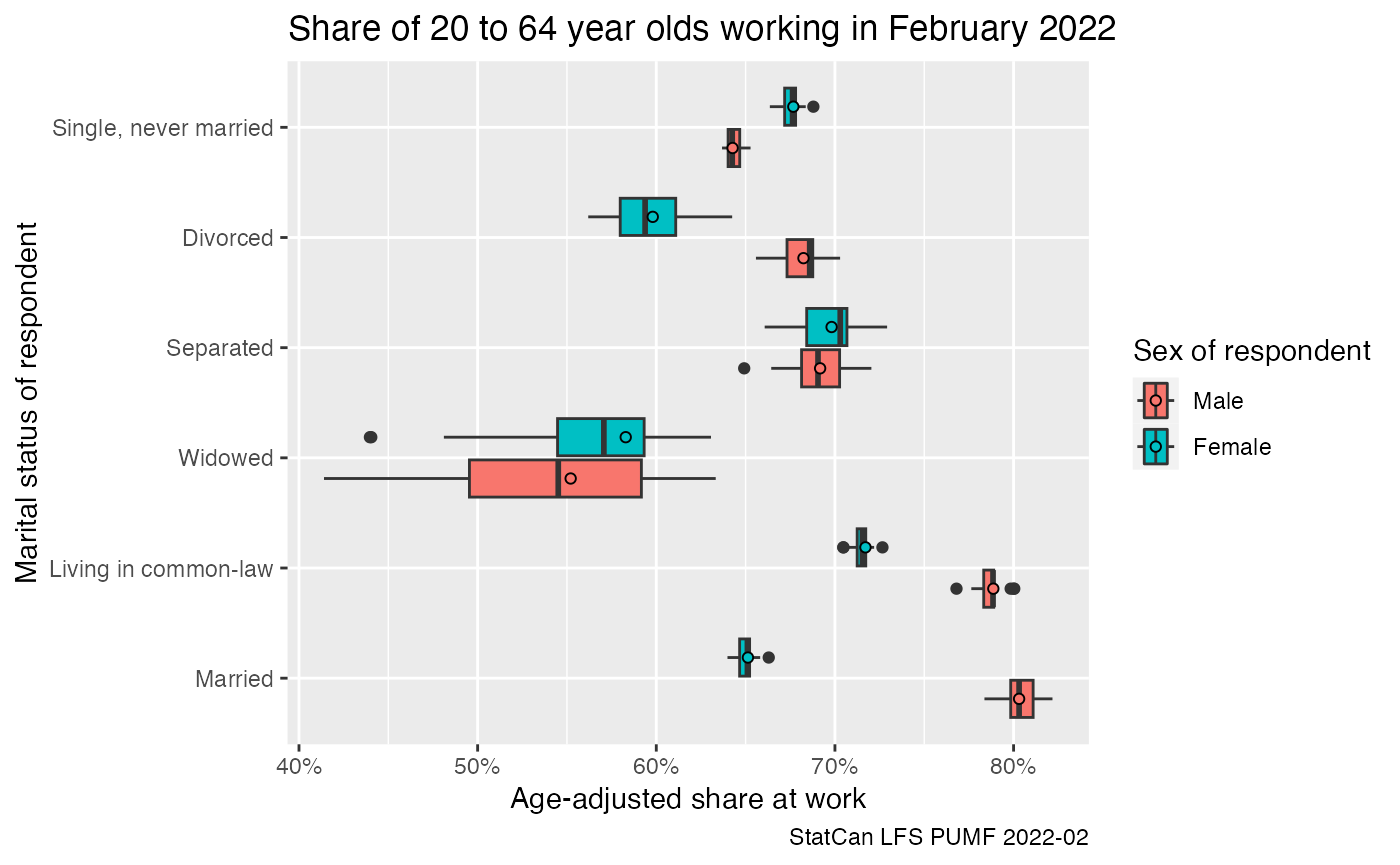 Share of 20 to 64 year olds working in February 2022
Marital status of respondent
Single, never married
Divorced
Separated
Widowed
Living in common-law
Married
40%
50%
60%
70%
80%
Age-adjusted share at work
Sex of respondent
Male
Female
StatCan LFS PUMF 2022-02